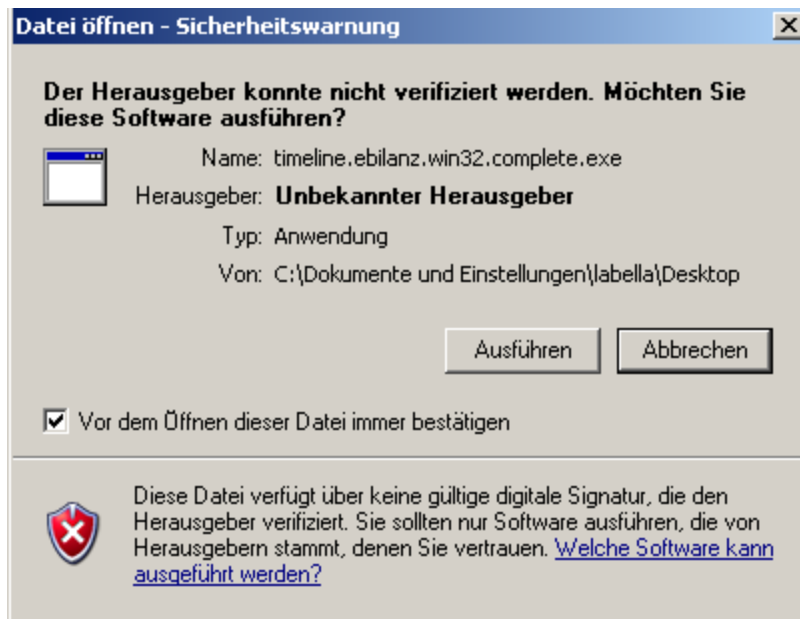 Datei öffnen - Sicherheitswarnung
Der Herausgeber konnte nicht verifiziert werden. Möchten Sie
diese Software ausführen?
Name: timeline.ebilanz.win32.complete.exe
Herausgeber: Unbekannter Herausgeber
Typ: Anwendung
Von: C:\Dokumente und Einstellungen\labella\Desktop
Ausführen Abbrechen
Vor dem Öffnen dieser Datei immer bestätigen
Diese Datei verfügt über keine gültige digitale Signatur, die den
Herausgeber verifiziert. Sie sollten nur Software ausführen, die von
Herausgebern stammt, denen Sie vertrauen. Welche Software kann
ausgeführt werden?